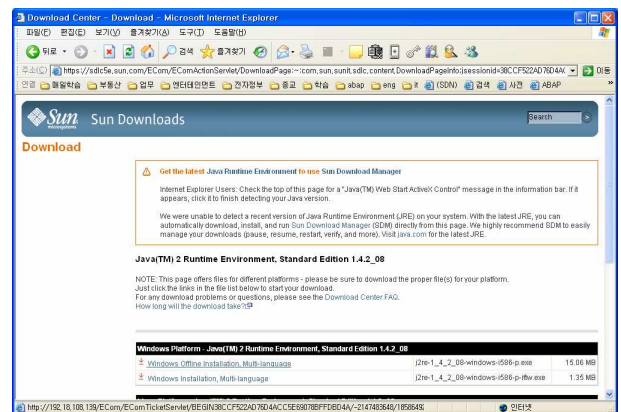 Download Center - Download - Microsoft Internet Explorer
파일(F) 편집(E) 보기(V) 즐겨찾기(A) 도구(T) 도움말(H)
뒤로 검색 즐겨찾기
주소(D) https://sdlc5e.sun.com/ECom/EComActionServlet/DownloadPage:~:com.sun.sunit.sdlc.content.DownloadPageInfo;jsessionid=38CCF522AD76D4A 이동
연결 매일학습 부동산 업무 엔터테인먼트 전자정부 종교 학습 abap eng it (SDN) 검색 사전 ABAP
Sun microsystems Sun Downloads Search
Download
Get the latest Java Runtime Environment to use Sun Download Manager
Internet Explorer Users: Check the top of this page for a "Java(TM) Web Start ActiveX Control" message in the information bar. If it
appears, click it to finish detecting your Java version.
We were unable to detect a recent version of Java Runtime Environment (JRE) on your system. With the latest JRE, you can
automatically download, install, and run Sun Download Manager (SDM) directly from this page. We highly recommend SDM to easily
manage your downloads (pause, resume, restart, verify, and more). Visit java.com for the latest JRE.
Java(TM) 2 Runtime Environment, Standard Edition 1.4.2_08
NOTE: This page offers files for different platforms - please be sure to download the proper file(s) for your platform.
Just click the links in the file list below to start your download.
For any download problems or questions, please see the Download Center FAQ.
How long will the download take?
Windows Platform - Java(TM) 2 Runtime Environment, Standard Edition 1.4.2_08
Windows Offline Installation, Multi-language j2re-1_4_2_08-windows-i586-p.exe 15.06 MB
Windows Installation, Multi-language j2re-1_4_2_08-windows-i586-p-iftw.exe 1.35 MB
http://192.18.108.139/ECom/EComTicketServlet/BEGIN38CCF522AD76D4ACC5E69078BFFDBD4A/-2147483648/18586492 인터넷